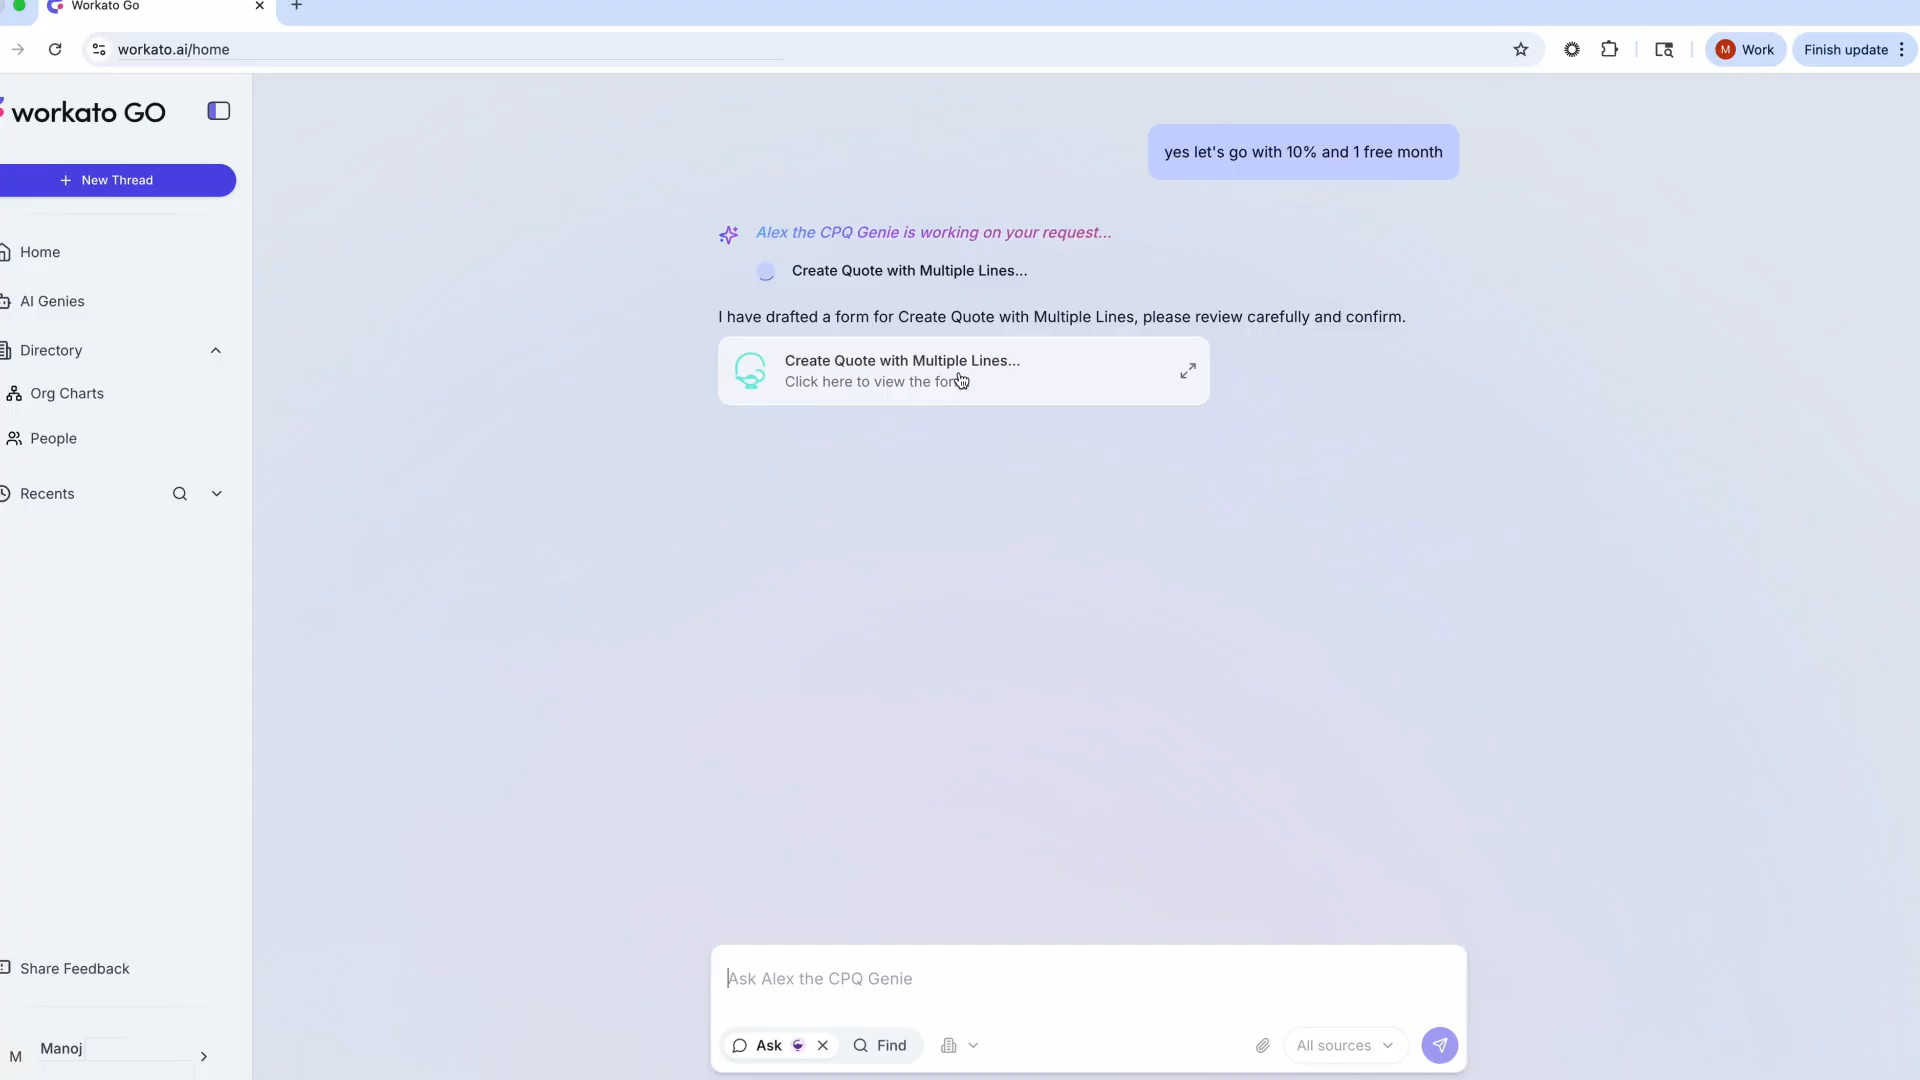 Workato Go
workato.ai/home
M Work
Finish update
workato GO
+ New Thread
Home
AI Genies
Directory
Org Charts
People
Recents
Share Feedback
M Manoj
yes let's go with 10% and 1 free month
Alex the CPQ Genie is working on your request...
Create Quote with Multiple Lines...
I have drafted a form for Create Quote with Multiple Lines, please review carefully and confirm.
Create Quote with Multiple Lines...
Click here to view the for
Ask Alex the CPQ Genie
Ask
Find
All sources